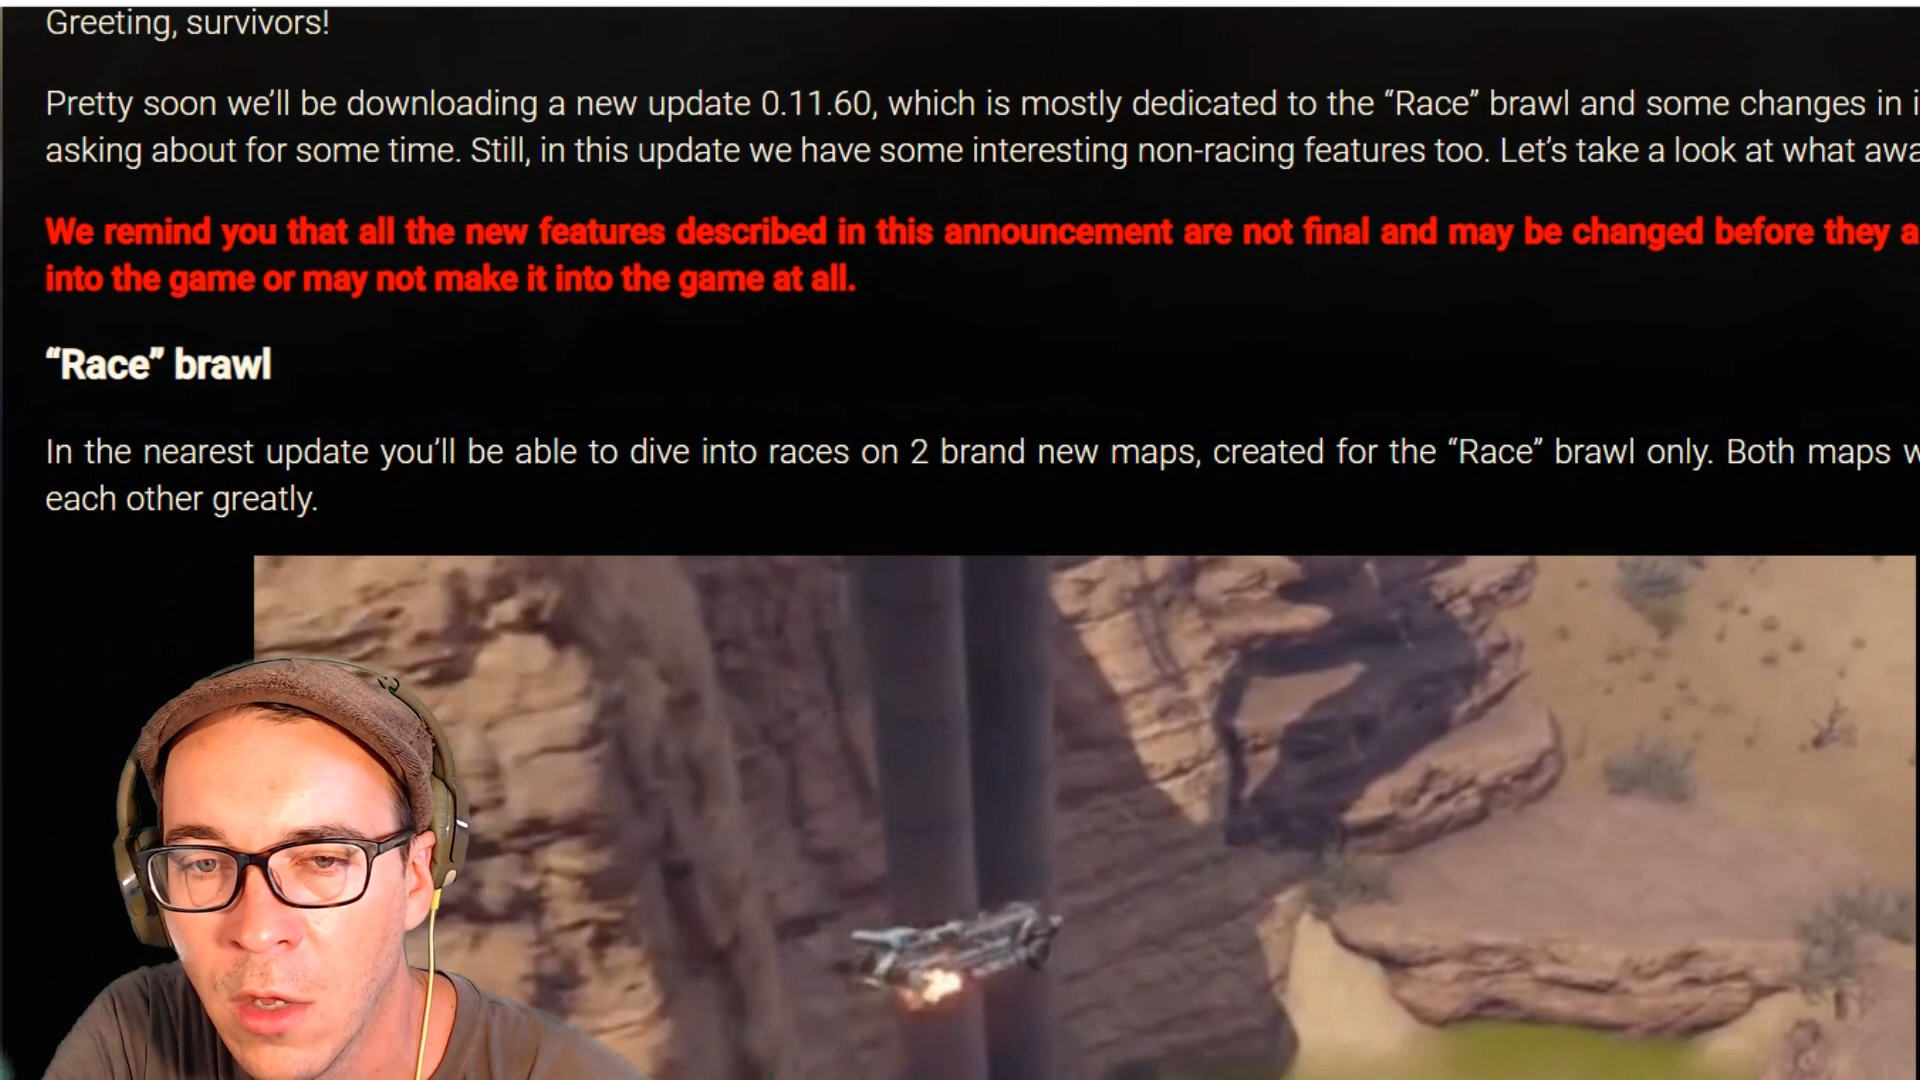 Greeting, survivors!
Pretty soon we’ll be downloading a new update 0.11.60, which is mostly dedicated to the “Race” brawl and some changes in
asking about for some time. Still, in this update we have some interesting non-racing features too. Let’s take a look at what
We remind you that all the new features described in this announcement are not final and may be changed before they
into the game or may not make it into the game at all.
“Race” brawl
In the nearest update you’ll be able to dive into races on 2 brand new maps, created for the “Race” brawl only. Both maps
each other greatly.